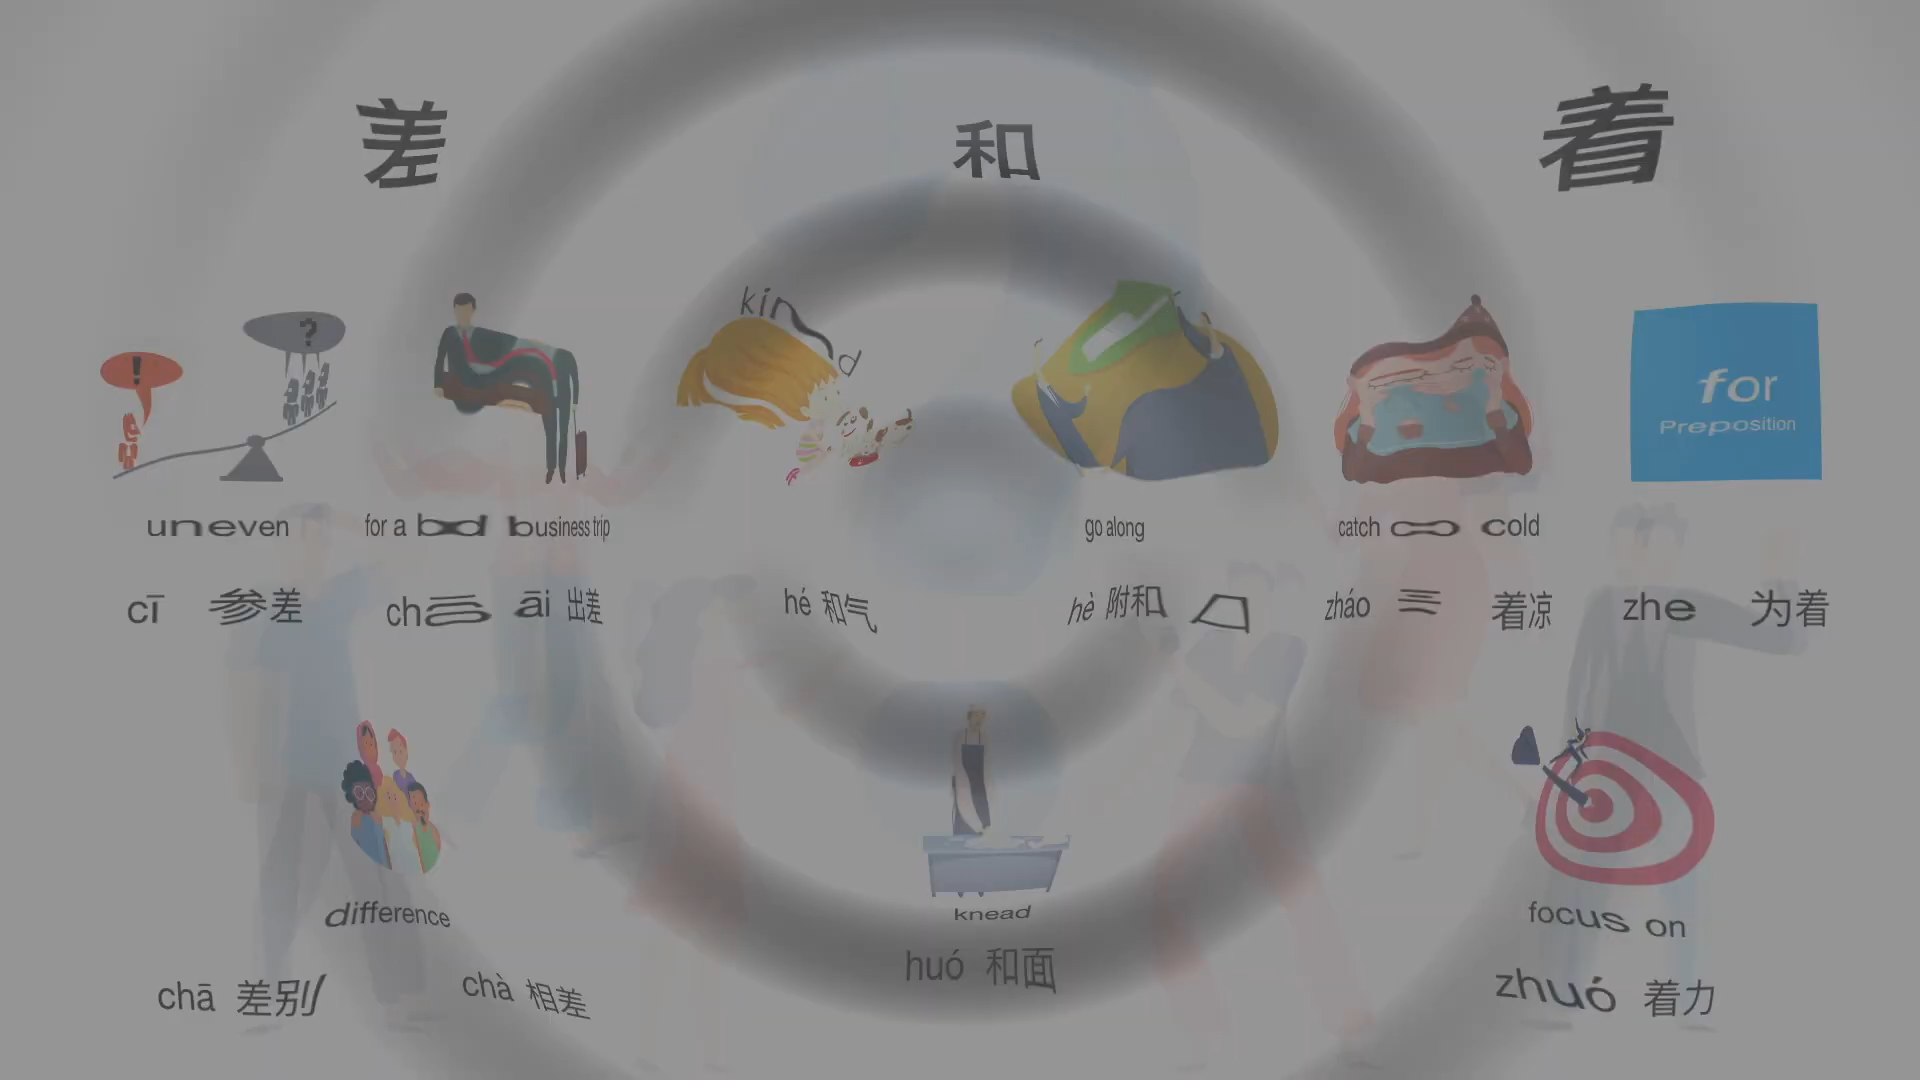 差 和 着
kind
! ?
for
Preposition
uneven for a business trip go along catch cold
cī 参差 āi 出差 hé 和气 hè 附和 zháo 着凉 zhe 为着
difference knead focus on
chā 差别 chà 相差 huó 和面 zhuó 着力